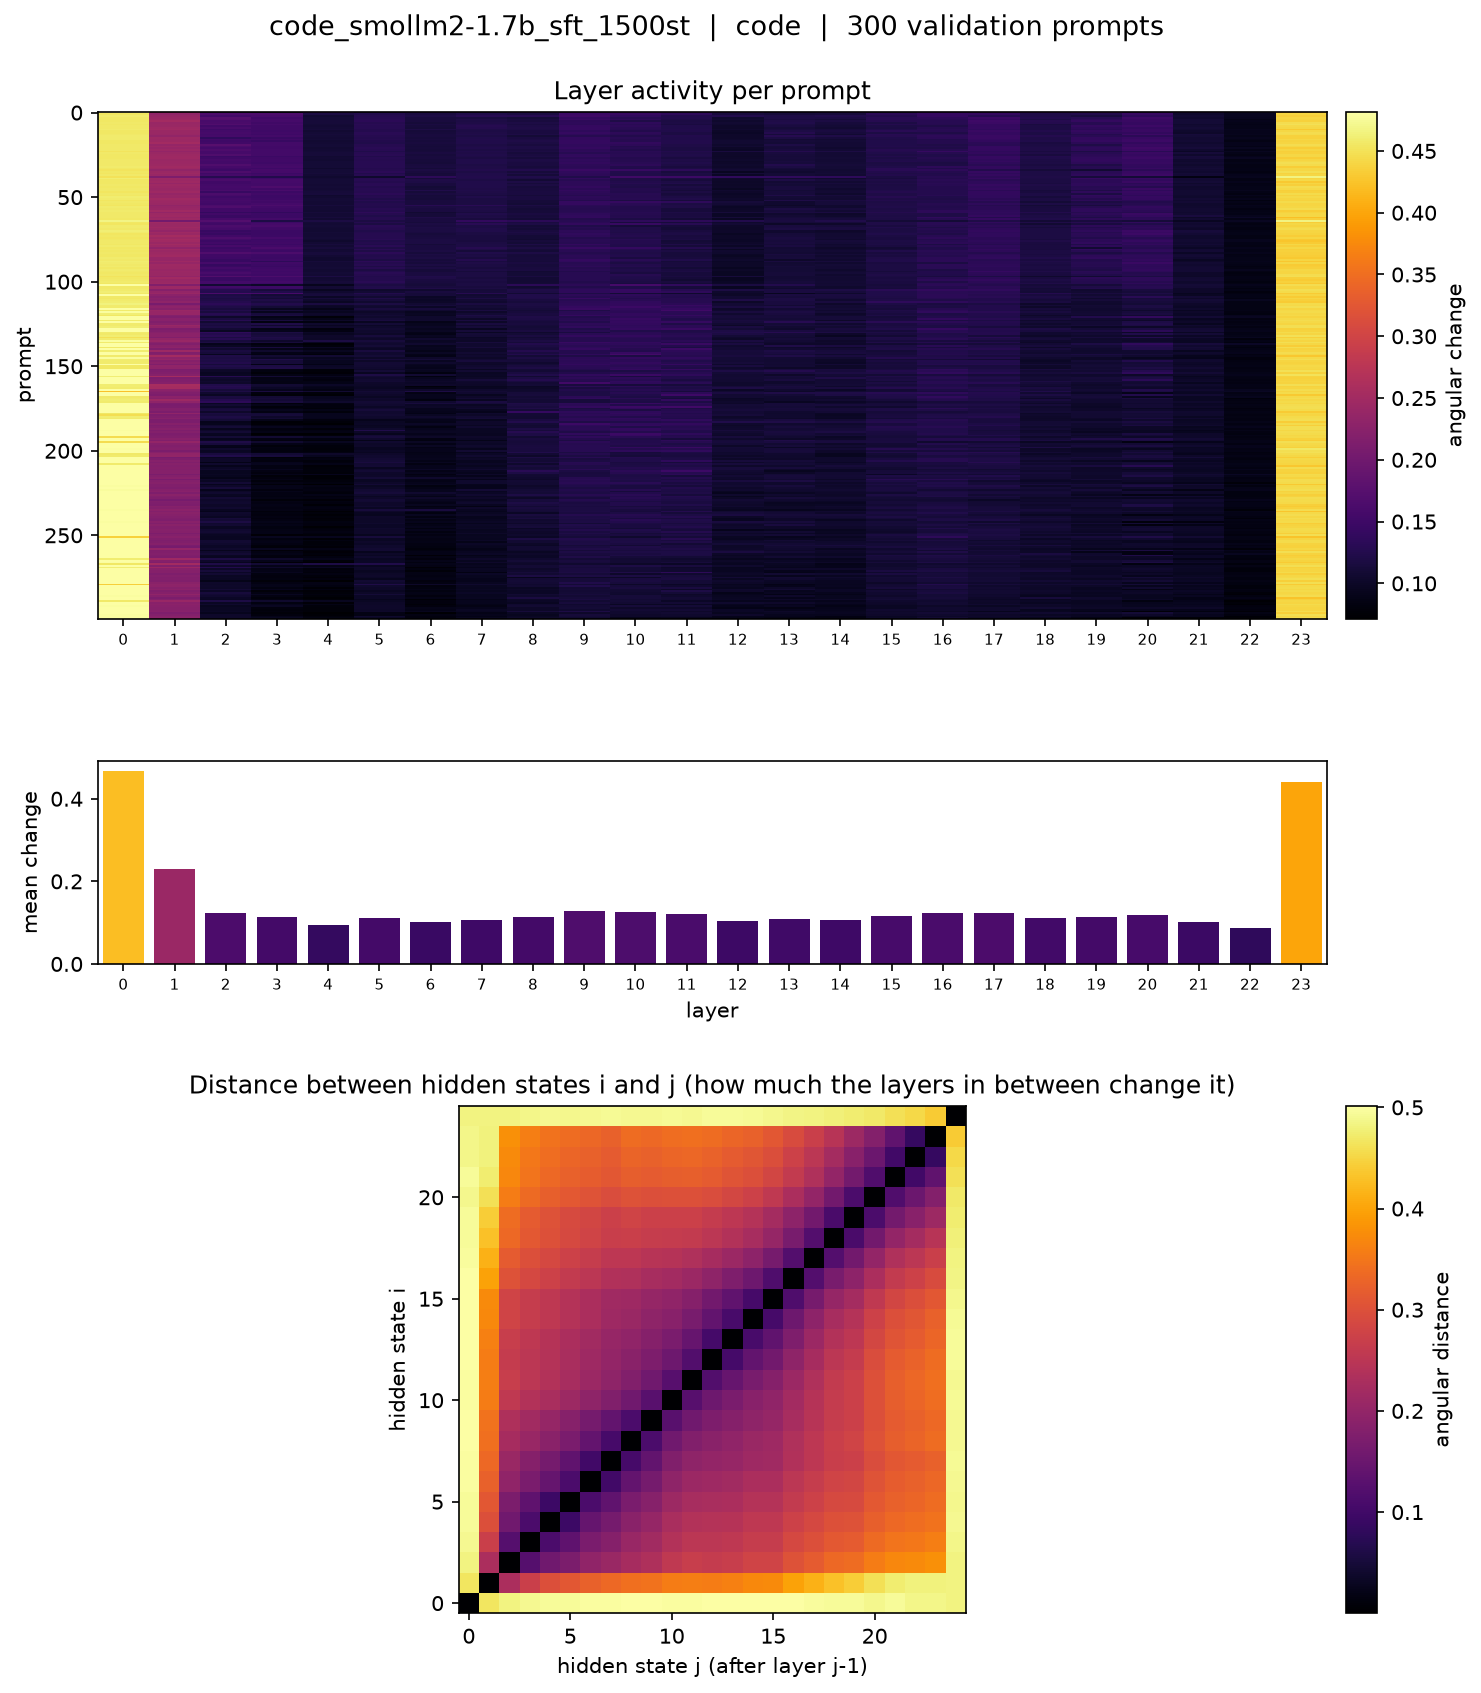 code_smollm2-1.7b_sft_1500st  |  code  |  300 validation prompts
Layer activity per prompt
0
50
100
150
200
250
prompt
0 1 2 3 4 5 6 7 8 9 10 11 12 13 14 15 16 17 18 19 20 21 22 23
0.45
0.40
0.35
0.30
0.25
0.20
0.15
0.10
angular change
0.4
0.2
0.0
mean change
0 1 2 3 4 5 6 7 8 9 10 11 12 13 14 15 16 17 18 19 20 21 22 23
layer
Distance between hidden states i and j (how much the layers in between change it)
20
15
10
5
0
hidden state i
0 5 10 15 20
hidden state j (after layer j-1)
0.5
0.4
0.3
0.2
0.1
angular distance